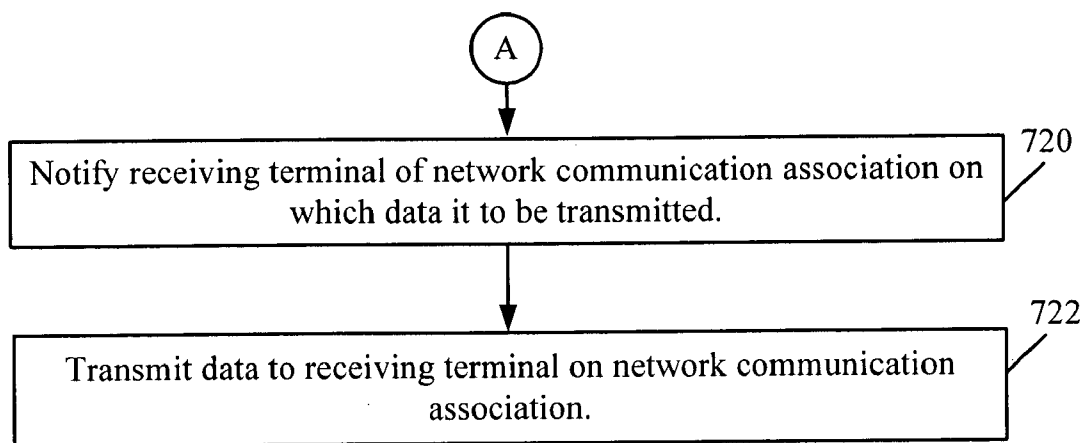 A
720
Notify receiving terminal of network communication association on
which data it to be transmitted.
722
Transmit data to receiving terminal on network communication
association.